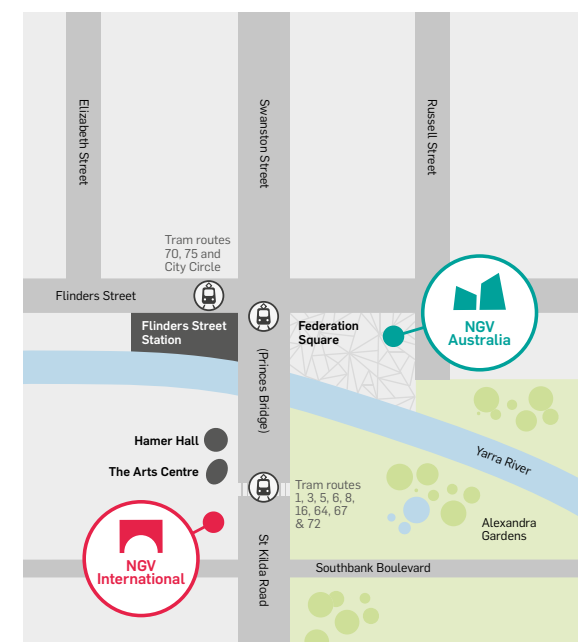 Elizabeth Street
Swanston Street
Russell Street
Tram routes
70, 75 and
City Circle
Flinders Street
Flinders Street
Station
Federation
Square
NGV
Australia
(Princes Bridge)
Hamer Hall
The Arts Centre
Yarra River
Tram routes
1, 3, 5, 6, 8,
16, 64, 67
& 72
Alexandra
Gardens
NGV
International
St Kilda Road
Southbank Boulevard